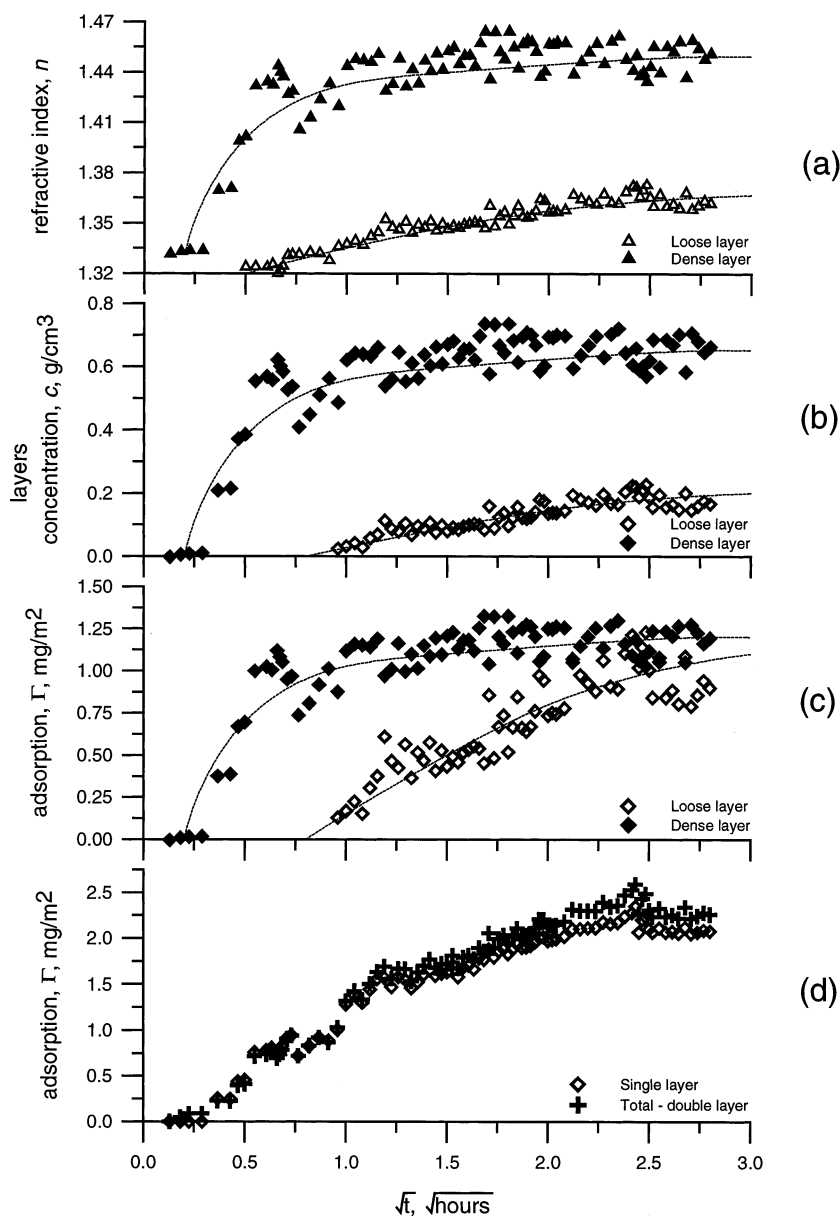 1.47
1.44
1.41
1.38
1.35
1.32
refractive index, n
(a)
Loose layer
Dense layer
0.8
0.6
0.4
0.2
0.0
layers
concentration, c, g/cm3
(b)
Loose layer
Dense layer
1.50
1.25
1.00
0.75
0.50
0.25
0.00
adsorption, Γ, mg/m2
(c)
Loose layer
Dense layer
2.5
2.0
1.5
1.0
0.5
0.0
adsorption, Γ, mg/m2
(d)
Single layer
Total - double layer
0.0 0.5 1.0 1.5 2.0 2.5 3.0
√t, √hours